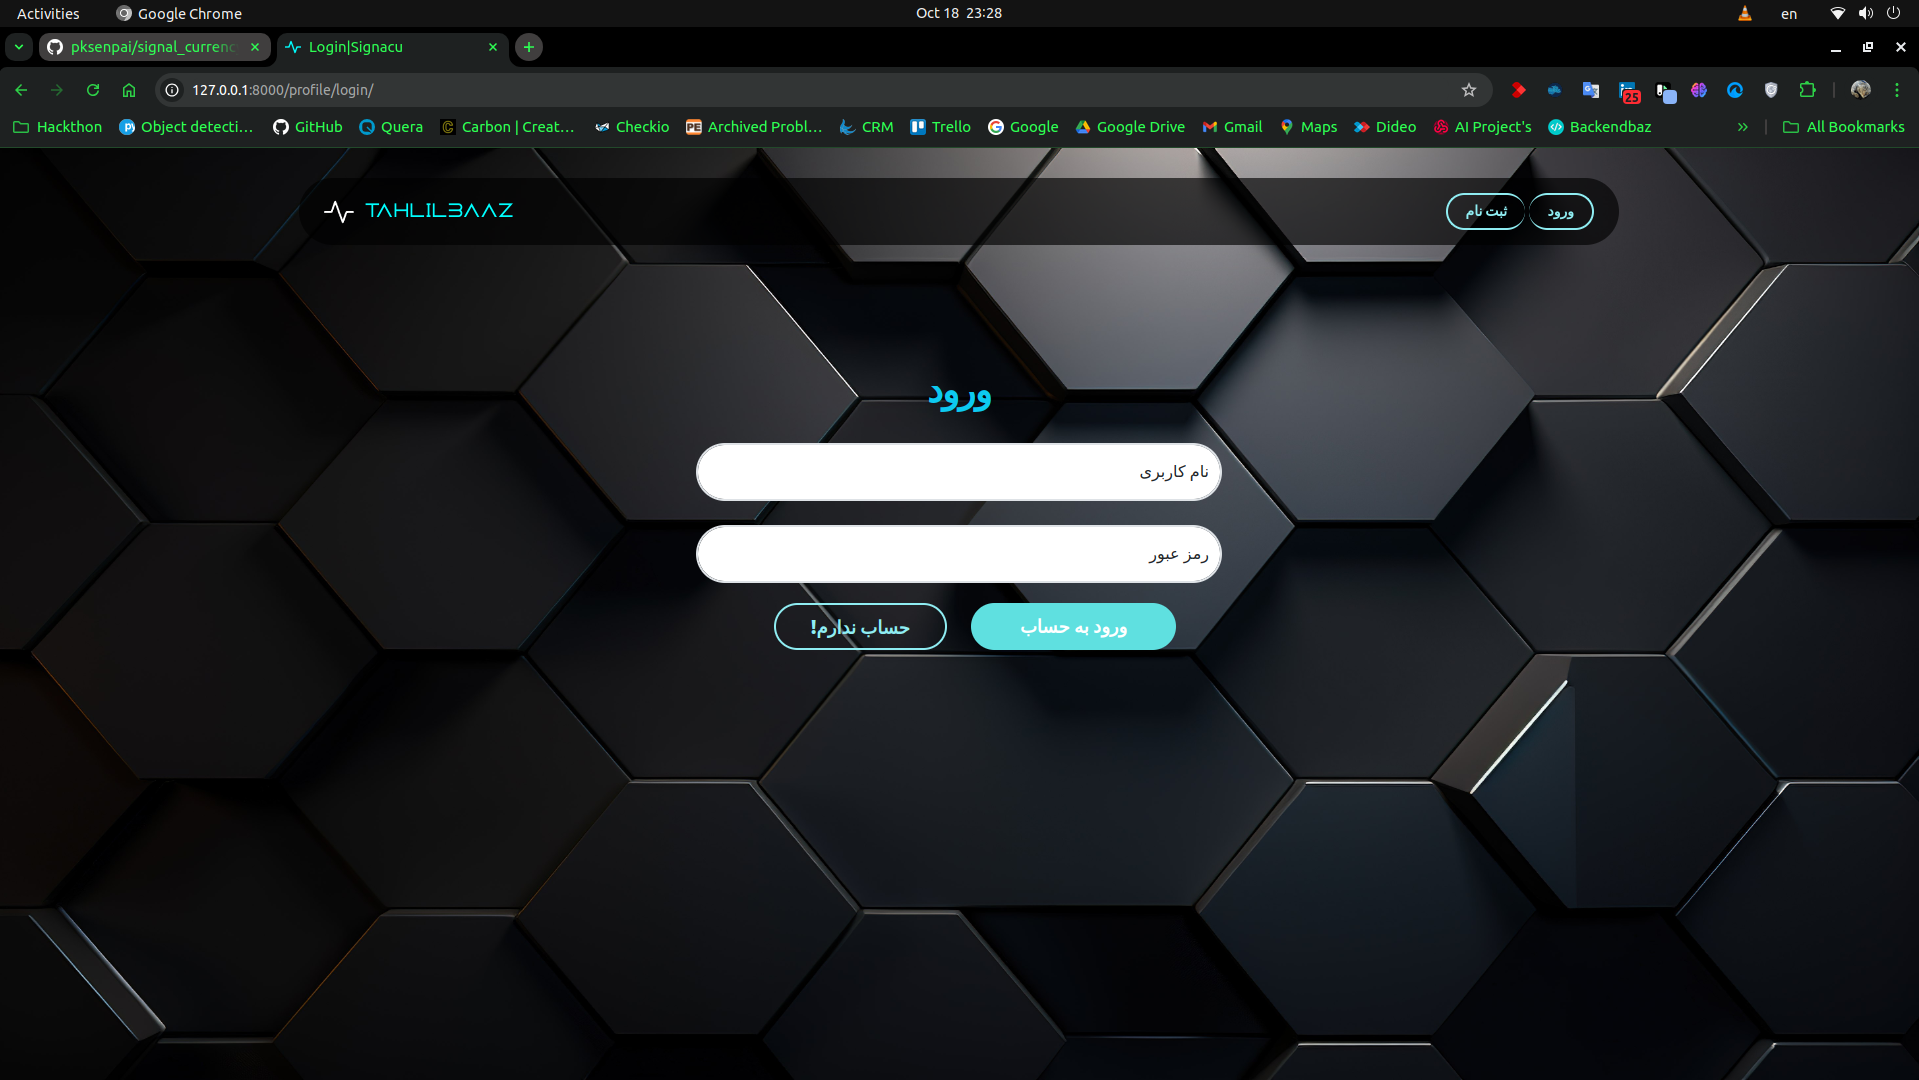 Activities Google Chrome Oct 18 23:28 en
pksenpai/signal_currenc Login|Signacu
127.0.0.1:8000/profile/login/ 25
Hackthon Object detecti... GitHub Quera Carbon | Creat... Checkio Archived Probl... CRM Trello Google Google Drive Gmail Maps Dideo AI Project's Backendbaz » All Bookmarks
TAHLILBAAZ
ورود ثبت نام
ورود
نام کاربری
رمز عبور
ورود به حساب حساب ندارم!